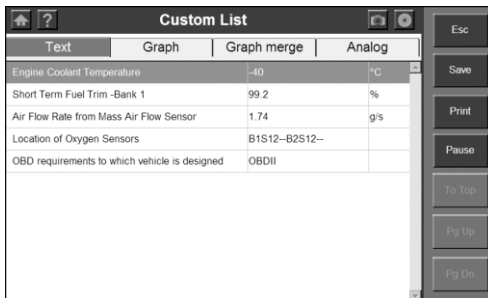 ? Custom List
Esc
Text Graph Graph merge Analog
Engine Coolant Temperature -40 °C
Save
Short Term Fuel Trim -Bank 1 99.2 %
Air Flow Rate from Mass Air Flow Sensor 1.74 g/s
Print
Location of Oxygen Sensors B1S12--B2S12--
Pause
OBD requirements to which vehicle is designed OBDII
To Top
Pg Up
Pg Dn